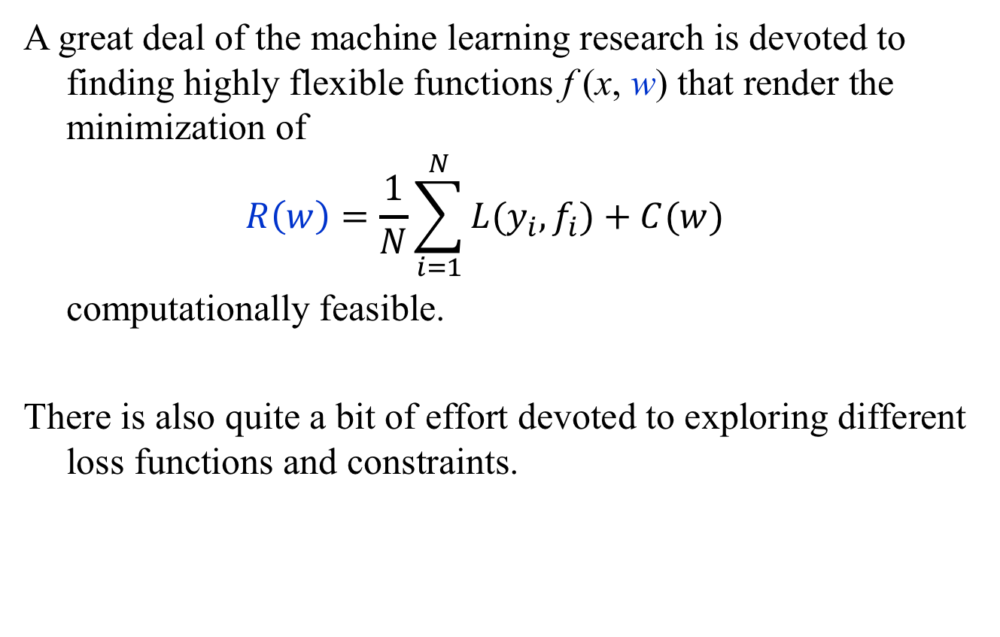 A great deal of the machine learning research is devoted to
finding highly flexible functions f (x, w) that render the
minimization of
R(w) = \frac{1}{N} \sum_{i=1}^{N} L(y_i, f_i) + C(w)
computationally feasible.
There is also quite a bit of effort devoted to exploring different
loss functions and constraints.